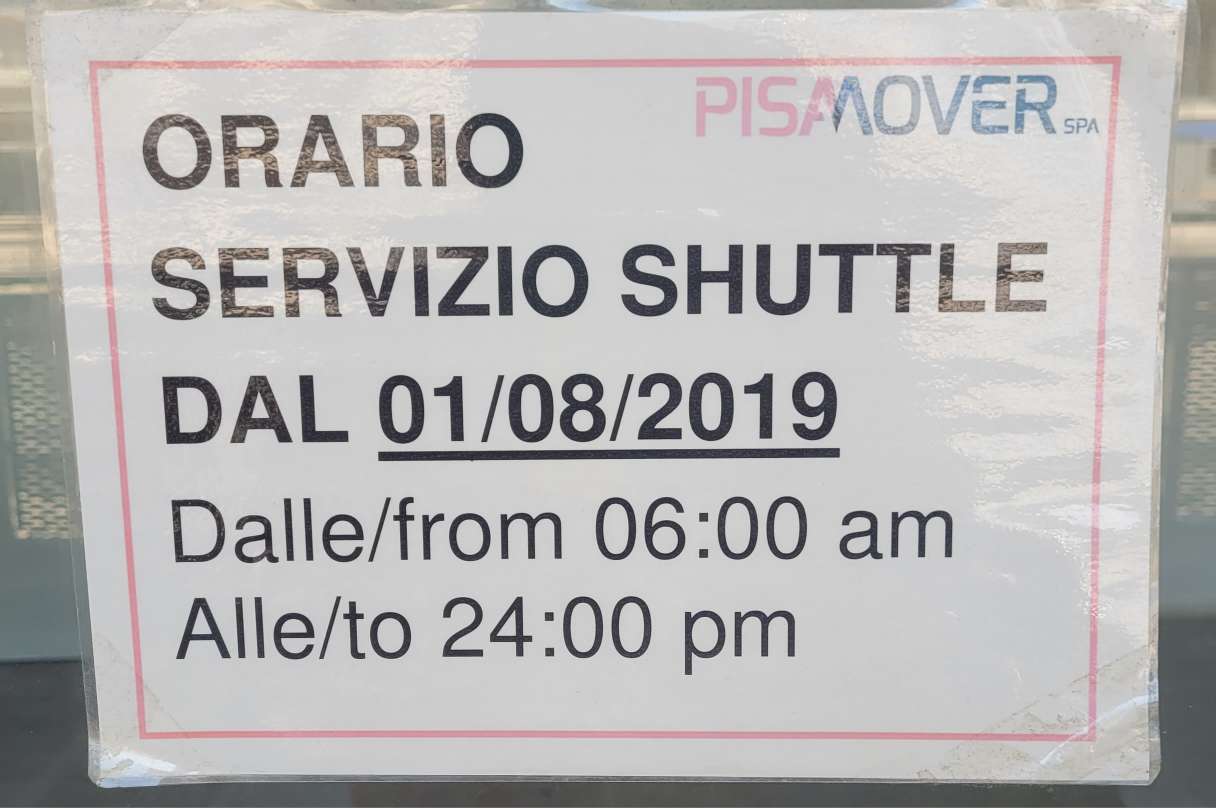 PISAMOVER SPA
ORARIO
SERVIZIO SHUTTLE
DAL 01/08/2019
Dalle/from 06:00 am
Alle/to 24:00 pm